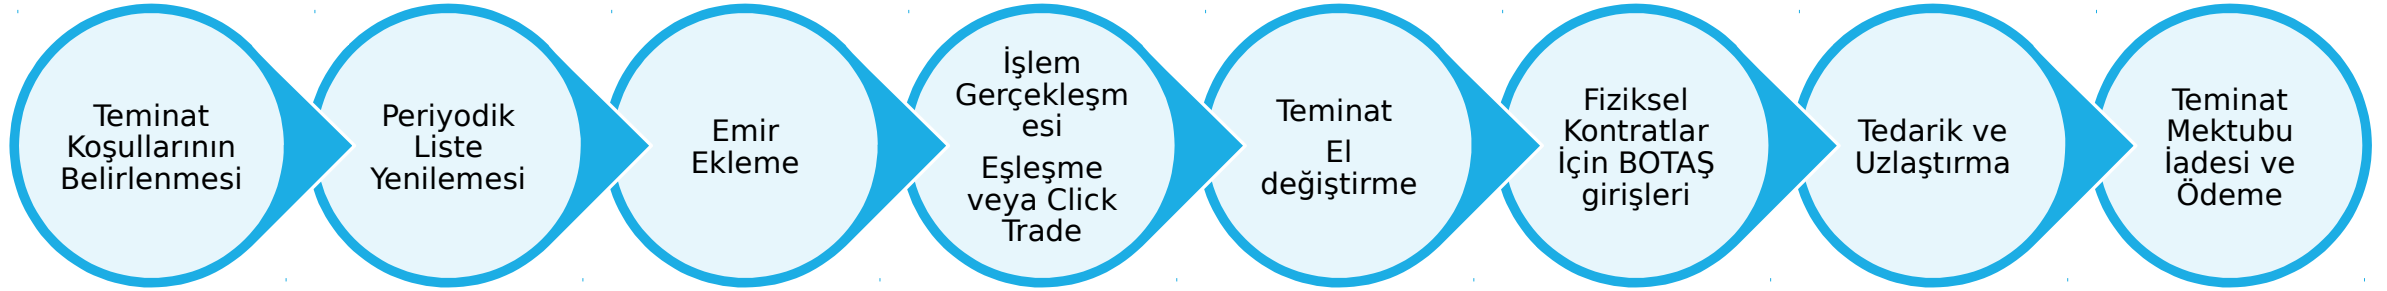 Teminat
Koşullarının
Belirlenmesi
Periyodik
Liste
Yenilemesi
Emir
Ekleme
İşlem
Gerçekleşm
esi
Eşleşme
veya Click
Trade
Teminat
El
değiştirme
Fiziksel
Kontratlar
İçin BOTAŞ
girişleri
Tedarik ve
Uzlaştırma
Teminat
Mektubu
İadesi ve
Ödeme